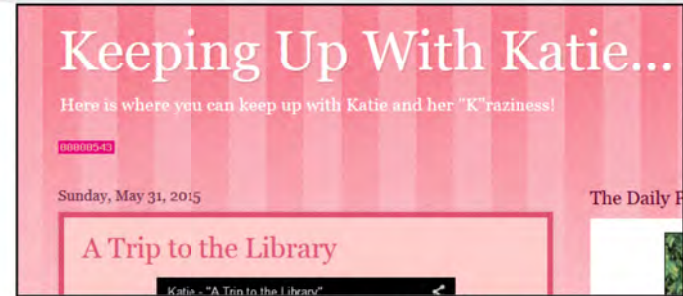 Keeping Up With Katie...
Here is where you can keep up with Katie and her "K"raziness!
00000543
Sunday, May 31, 2015
The Daily
A Trip to the Library
Katie - "A Trip to the Library"